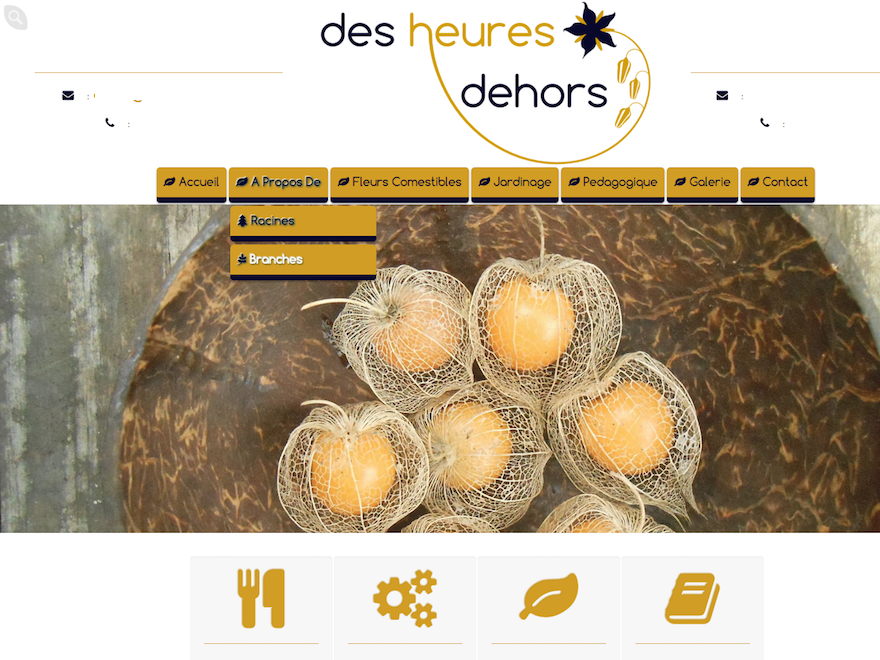 des heures
dehors
:
:
:
:
Accueil
A Propos De
Fleurs Comestibles
Jardinage
Pedagogique
Galerie
Contact
Racines
Branches